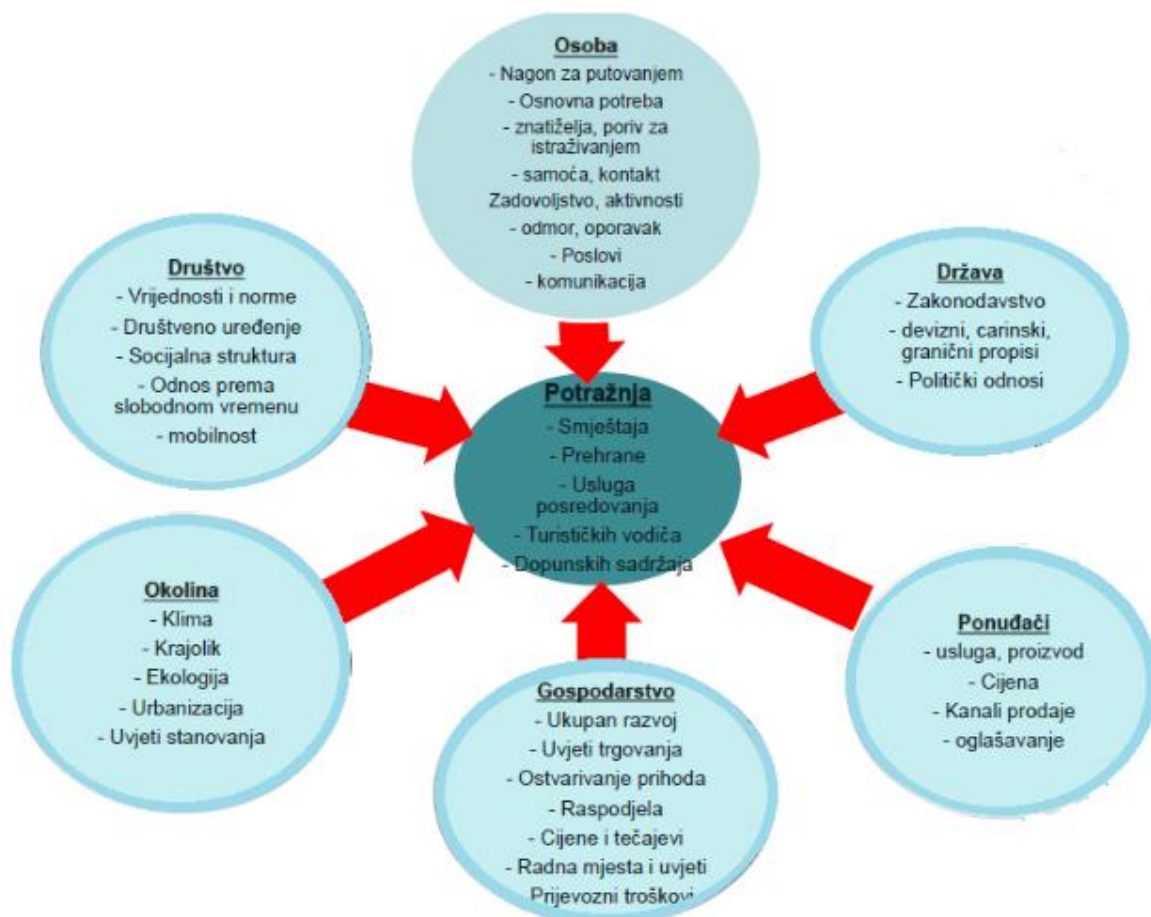 Osoba
- Nagon za putovanjem
- Osnovna potreba
- znatiželja, poriv za
istraživanjem
- samoća, kontakt
Zadovoljstvo, aktivnosti
- odmor, oporavak
- Poslovi
- komunikacija
Društvo
- Vrijednosti i norme
- Društveno uređenje
- Socijalna struktura
- Odnos prema
slobodnom vremenu
- mobilnost
Država
- Zakonodavstvo
- devizni, carinski,
granični propisi
- Politički odnosi
Potražnja
- Smještaja
- Prehrane
- Usluga
posredovanja
- Turističkih vodiča
- Dopunskih sadržaja
Okolina
- Klima
- Krajolik
- Ekologija
- Urbanizacija
- Uvjeti stanovanja
Gospodarstvo
- Ukupan razvoj
- Uvjeti trgovanja
- Ostvarivanje prihoda
- Raspodjela
- Cijene i tečajevi
- Radna mjesta i uvjeti
Prijevozni troškovi
Ponuđači
- usluga, proizvod
- Cijena
- Kanali prodaje
- oglašavanje